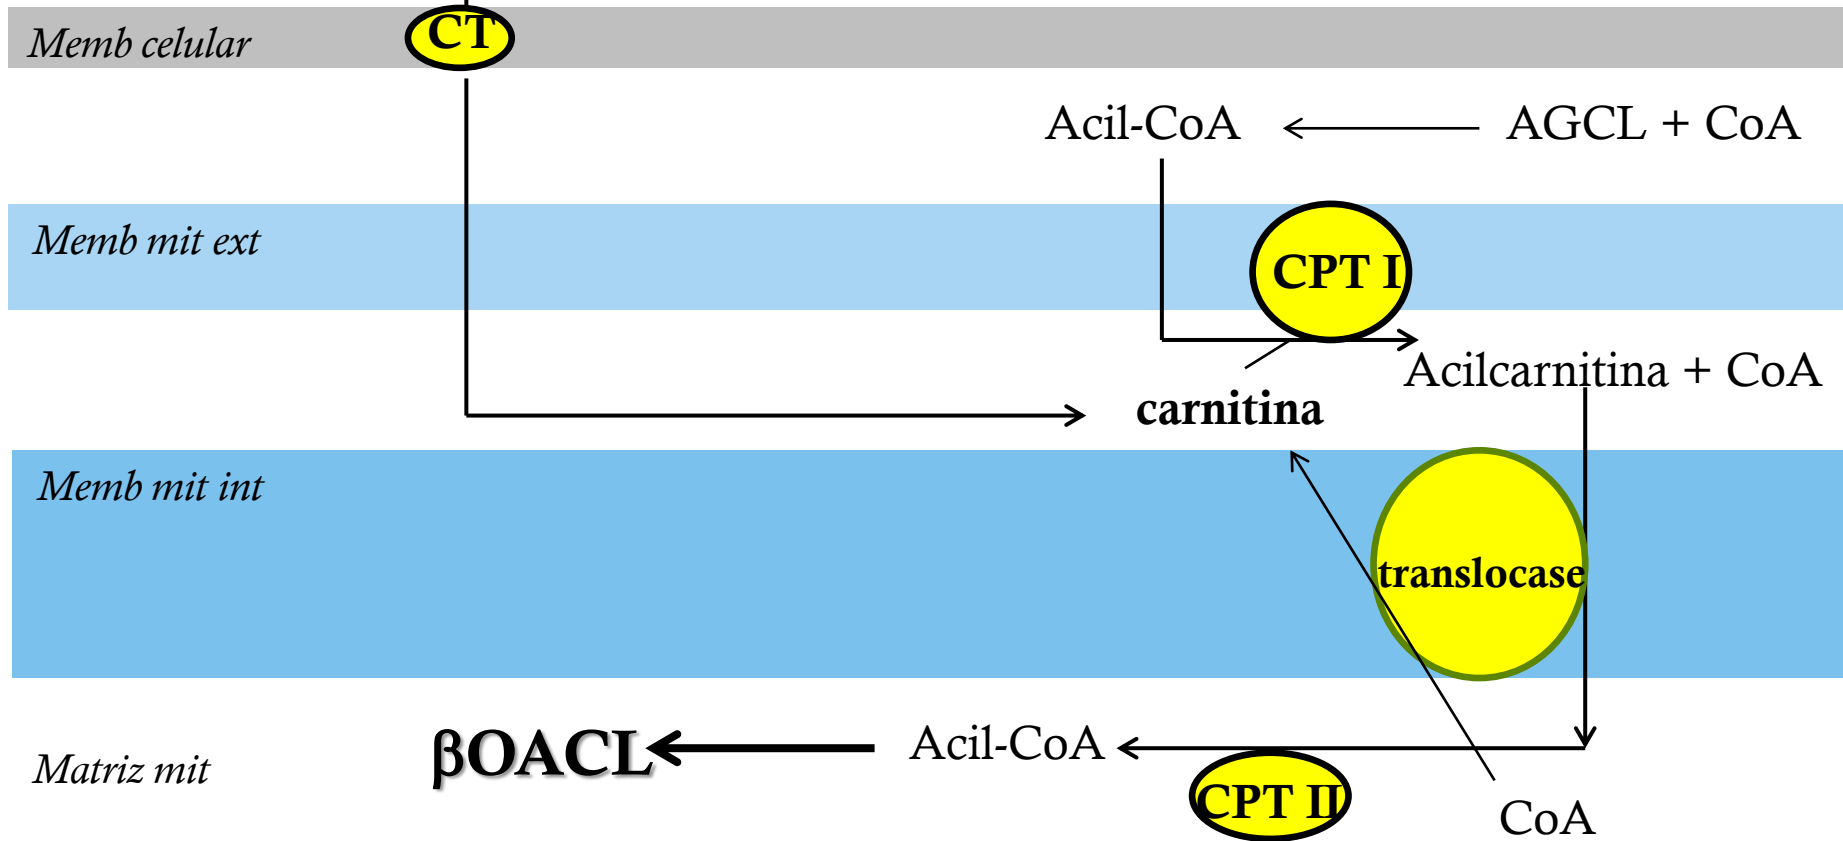 Memb celular
CT
Acil-CoA
AGCL + CoA
Memb mit ext
CPT I
Acilcarnitina + CoA
carnitina
Memb mit int
translocase
Matriz mit
βOACL
Acil-CoA
CPT II
CoA